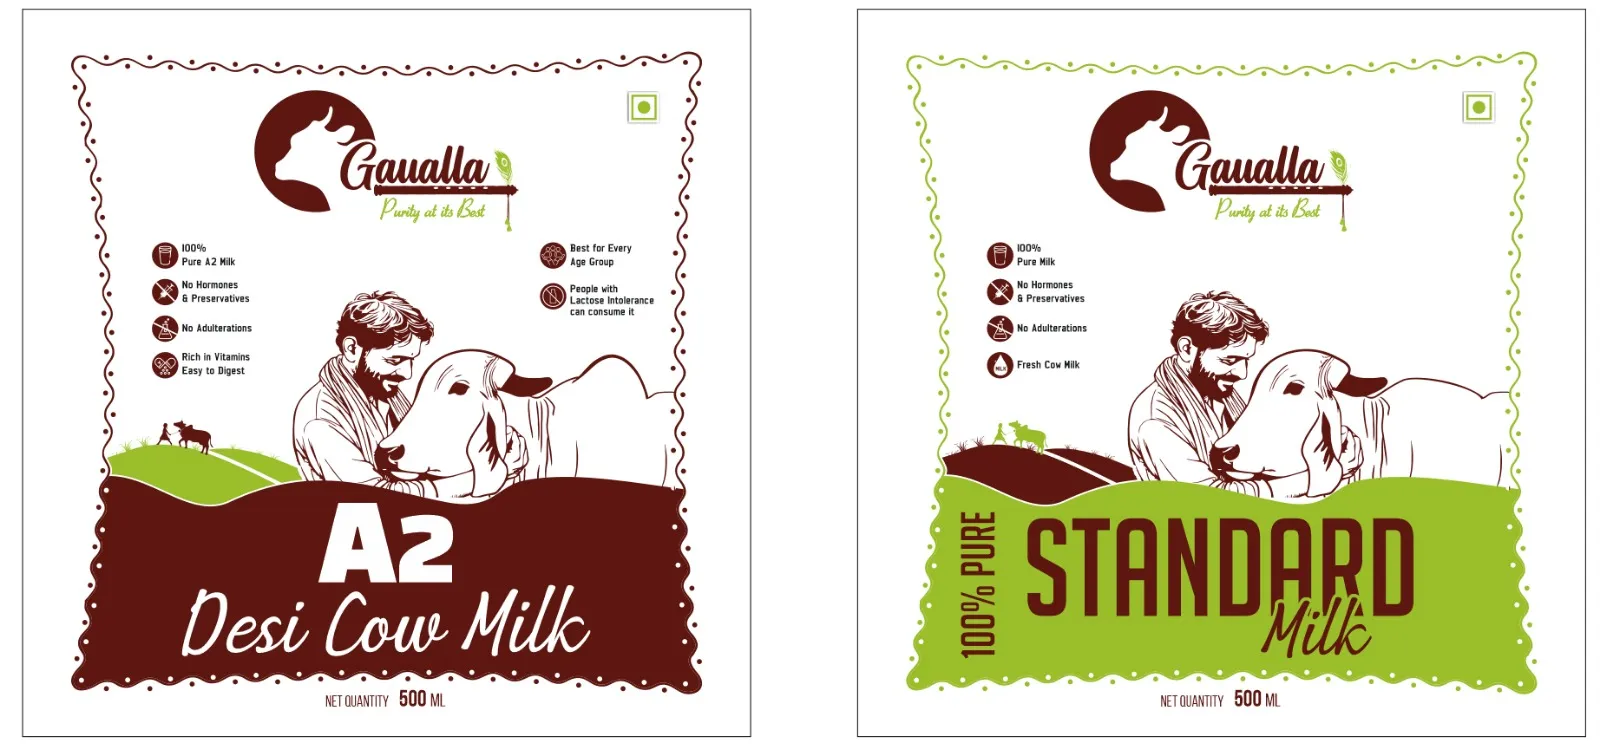 Gaualla
Purity at its Best
100%
Pure A2 Milk
No Hormones
& Preservatives
No Adulterations
Rich in Vitamins
Easy to Digest
Best for Every
Age Group
People with
Lactose Intolerance
can consume it
A2
Desi Cow Milk
NET QUANTITY 500 ML
Gaualla
Purity at its Best
100%
Pure Milk
No Hormones
& Preservatives
No Adulterations
MILK
Fresh Cow Milk
100% PURE
STANDARD
Milk
NET QUANTITY 500 ML